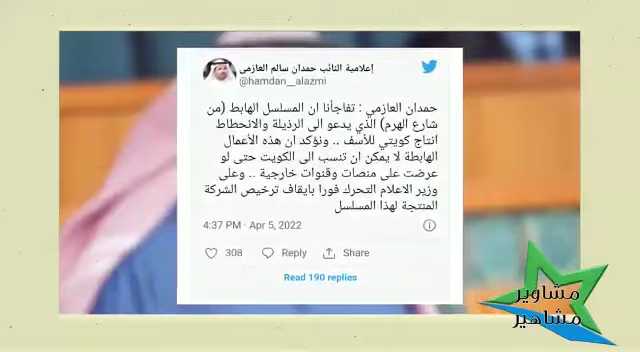 إعلامية النائب حمدان سالم العازمي
@hamdan__alazmi
حمدان العازمي : تفاجأنا ان المسلسل الهابط (من
شارع الهرم) الذي يدعو الى الرذيلة والانحطاط
انتاج كويتي للأسف .. ونؤكد ان هذه الأعمال
الهابطة لا يمكن ان تنسب الى الكويت حتى لو
عرضت على منصات وقنوات خارجية .. وعلى
وزير الاعلام التحرك فورا بايقاف ترخيص الشركة
المنتجة لهذا المسلسل
4:37 PM · Apr 5, 2022
308 Reply Share
Read 190 replies
مشاوير
مشاهير